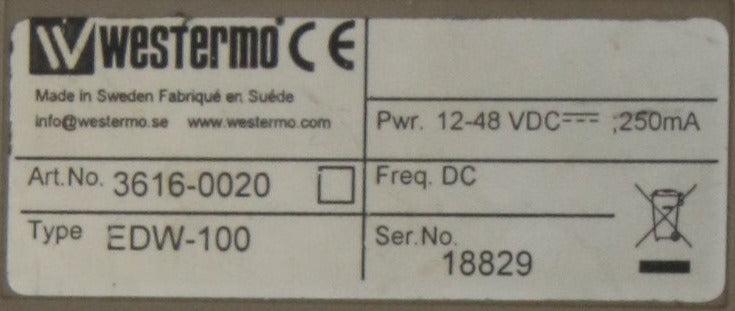 westermo CE
Made in Sweden Fabriqué en Suéde
info@westermo.se www.westermo.com
Pwr. 12-48 VDC ;250mA
Art.No. 3616-0020
Freq. DC
Type EDW-100
Ser.No. 18829